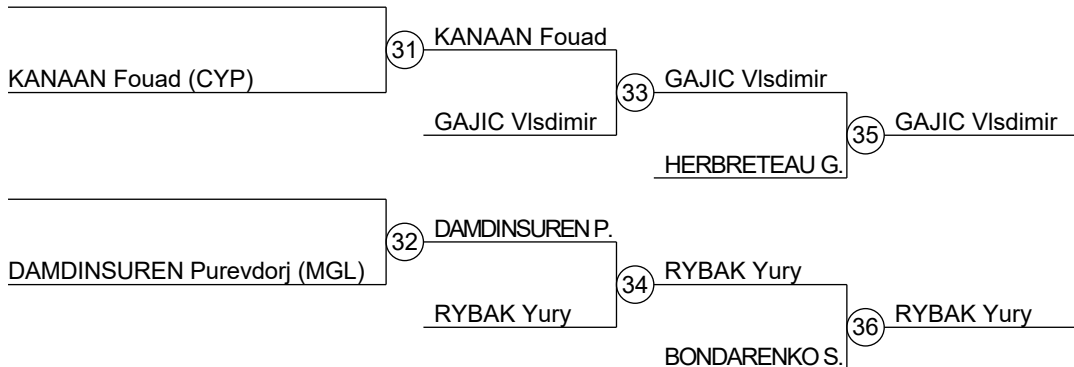 31 KANAAN Fouad
KANAAN Fouad (CYP)
33 GAJIC Vlsdimir
GAJIC Vlsdimir
35 GAJIC Vlsdimir
HERBRETEAU G.
32 DAMDINSUREN P.
DAMDINSUREN Purevdorj (MGL)
34 RYBAK Yury
RYBAK Yury
36 RYBAK Yury
BONDARENKO S.